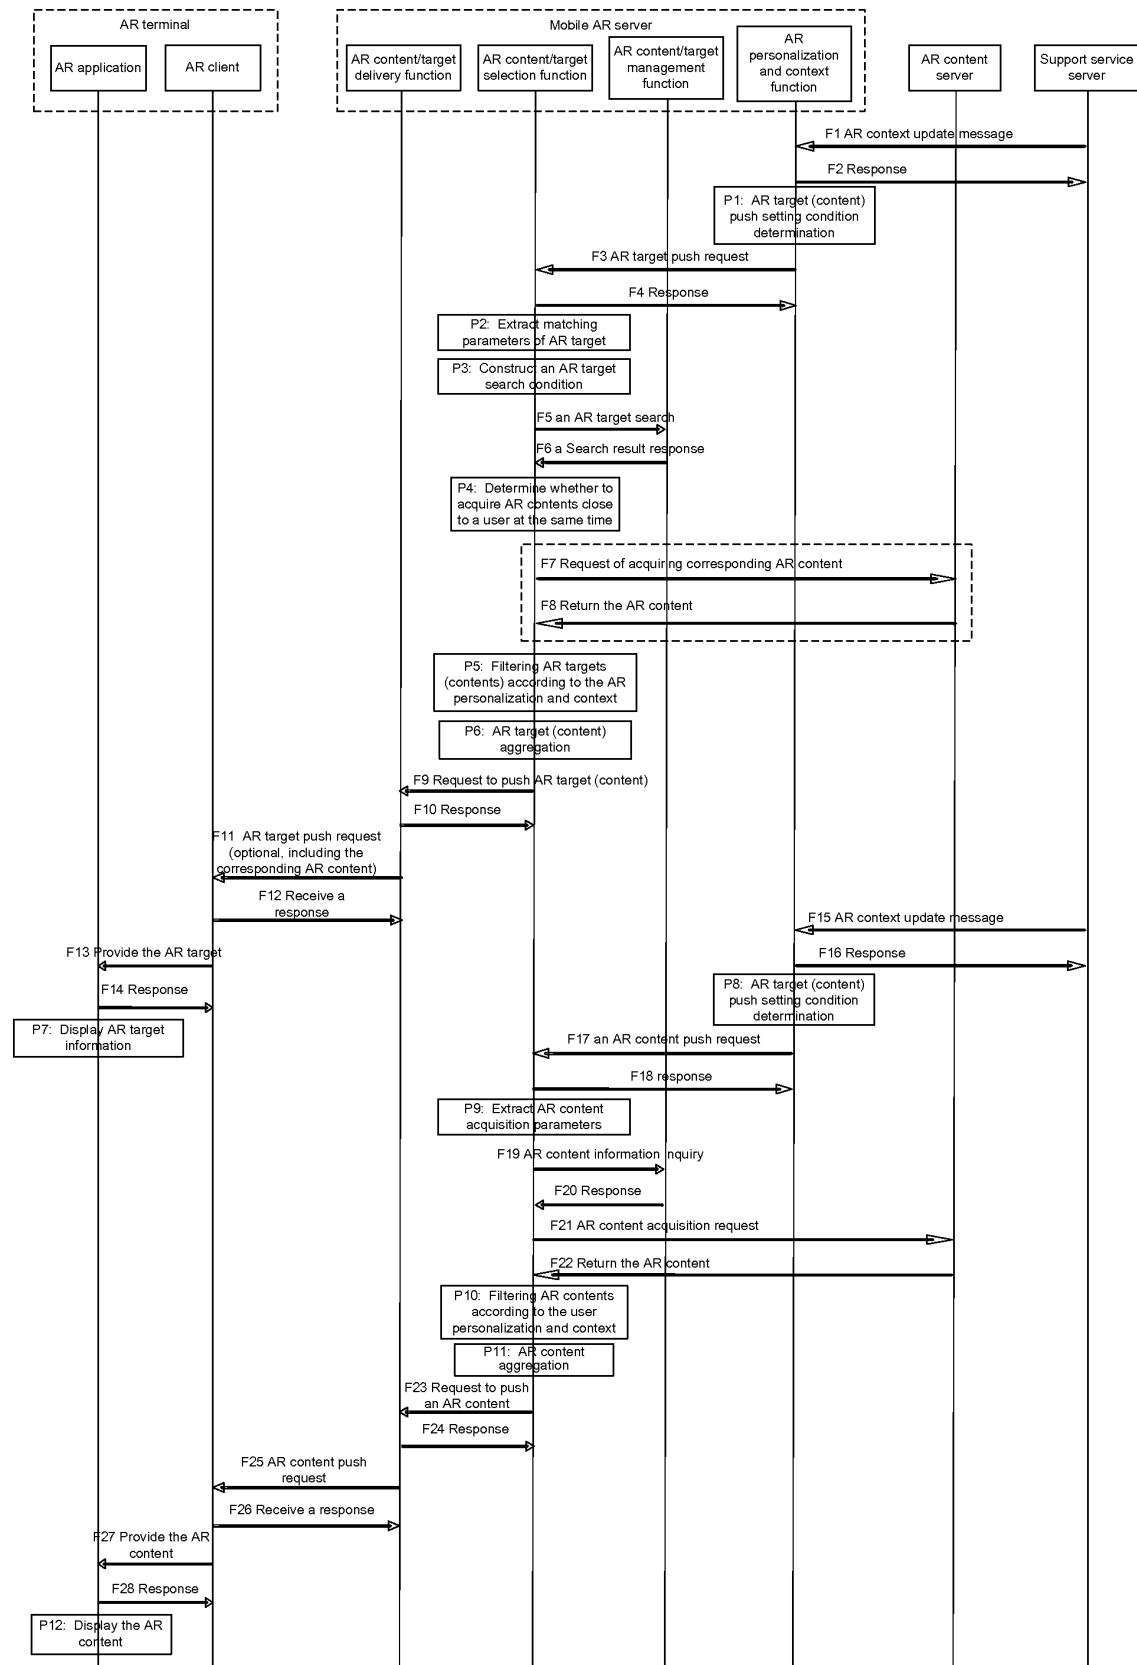 AR terminal
Mobile AR server
AR application
AR client
AR content/target
delivery function
AR content/target
selection function
AR content/target
management
function
AR
personalization
and context
function
AR content
server
Support service
server
F1 AR context update message
F2 Response
P1: AR target (content)
push setting condition
determination
F3 AR target push request
F4 Response
P2: Extract matching
parameters of AR target
P3: Construct an AR target
search condition
F5 an AR target search
F6 a Search result response
P4: Determine whether to
acquire AR contents close
to a user at the same time
F7 Request of acquiring corresponding AR content
F8 Return the AR content
P5: Filtering AR targets
(contents) according to the AR
personalization and context
P6: AR target (content)
aggregation
F9 Request to push AR target (content)
F10 Response
F11 AR target push request
(optional, including the
corresponding AR content)
F12 Receive a
response
F15 AR context update message
F13 Provide the AR target
F16 Response
F14 Response
P8: AR target (content)
push setting condition
determination
P7: Display AR target
information
F17 an AR content push request
F18 response
P9: Extract AR content
acquisition parameters
F19 AR content information inquiry
F20 Response
F21 AR content acquisition request
F22 Return the AR content
P10: Filtering AR contents
according to the user
personalization and context
P11: AR content
aggregation
F23 Request to push
an AR content
F24 Response
F25 AR content push
request
F26 Receive a response
F27 Provide the AR
content
F28 Response
P12: Display the AR
content